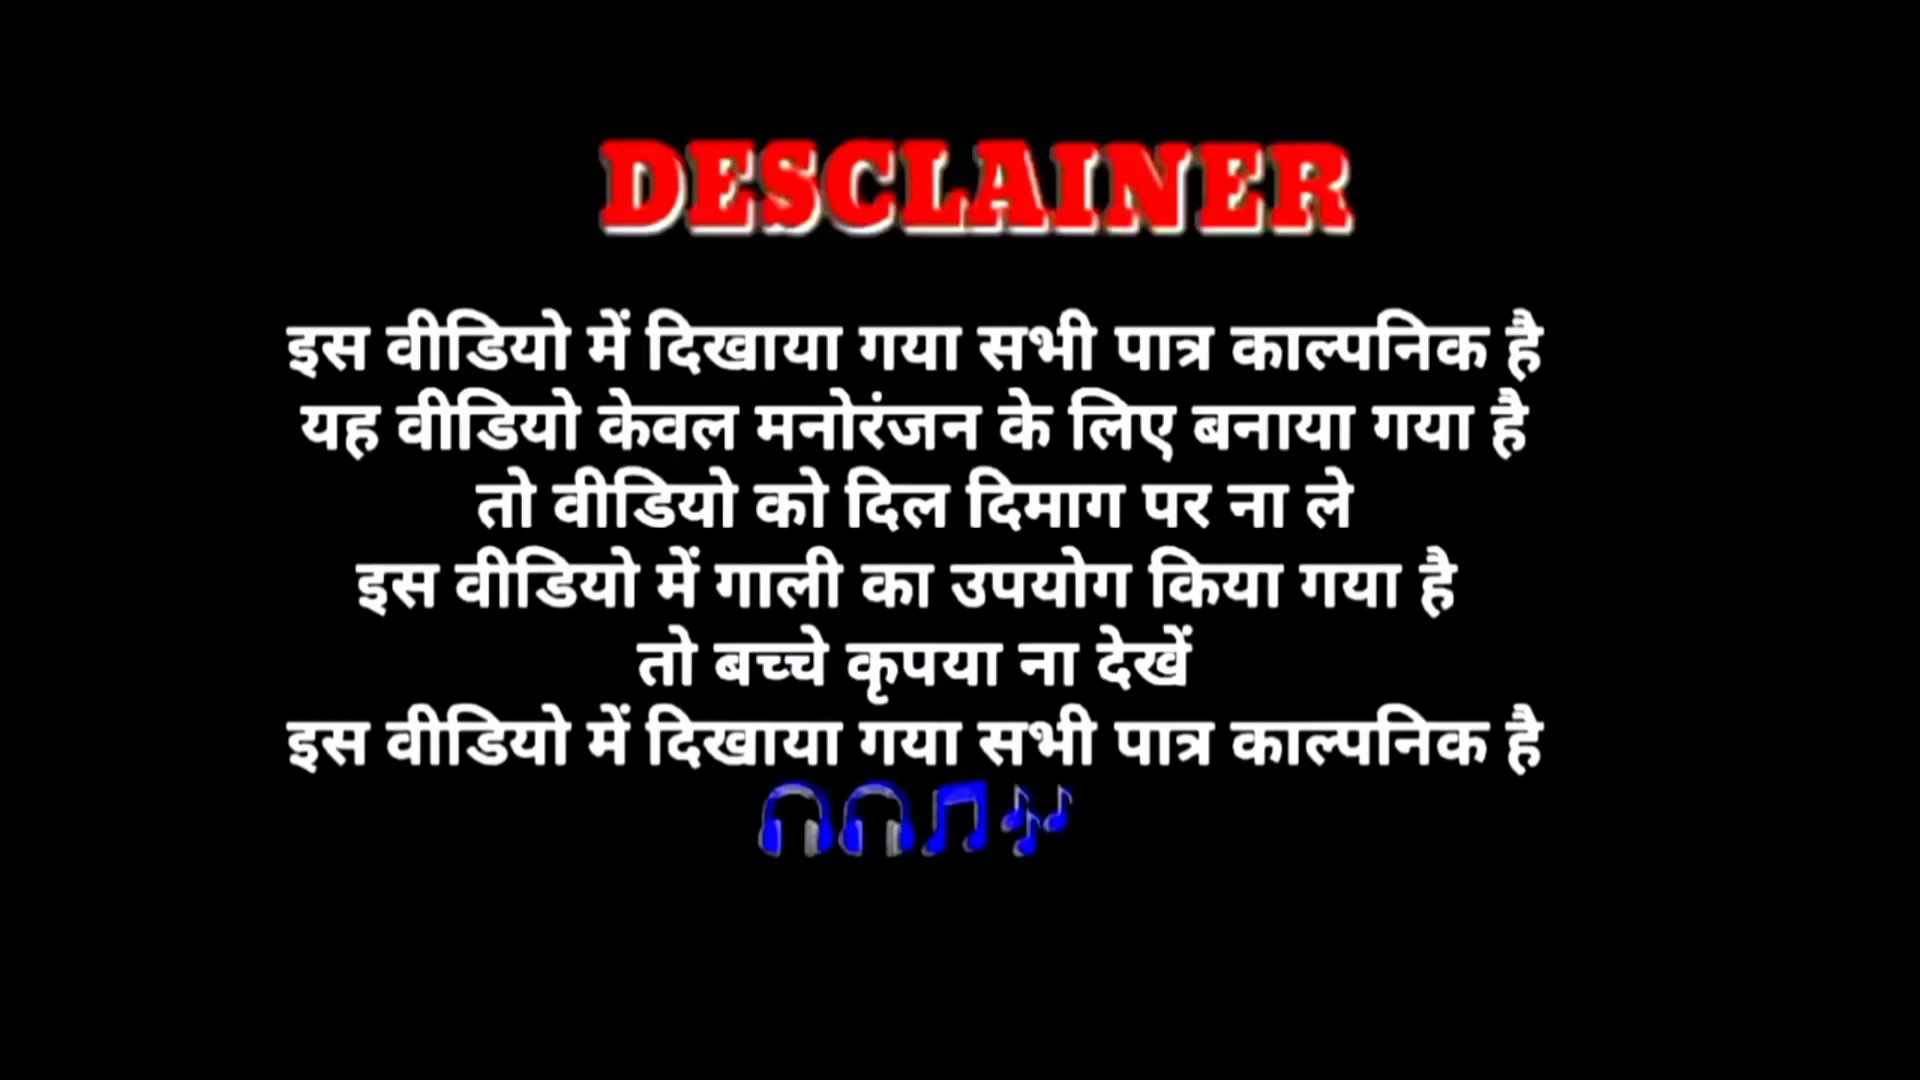 DESCLAINER
इस वीडियो में दिखाया गया सभी पात्र काल्पनिक है
यह वीडियो केवल मनोरंजन के लिए बनाया गया है
तो वीडियो को दिल दिमाग पर ना ले
इस वीडियो में गाली का उपयोग किया गया है
तो बच्चे कृपया ना देखें
इस वीडियो में दिखाया गया सभी पात्र काल्पनिक है
🎧🎧🎵🎶